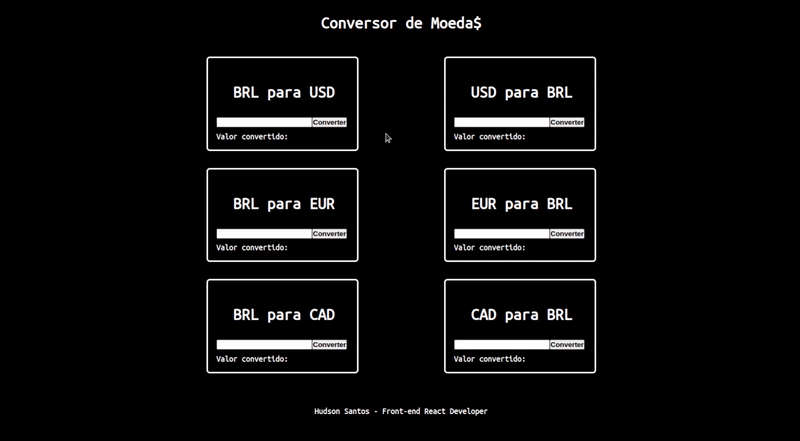 Conversor de Moeda$
BRL para USD
Converter
Valor convertido:
USD para BRL
Converter
Valor convertido:
BRL para EUR
Converter
Valor convertido:
EUR para BRL
Converter
Valor convertido:
BRL para CAD
Converter
Valor convertido:
CAD para BRL
Converter
Valor convertido:
Hudson Santos - Front-end React Developer